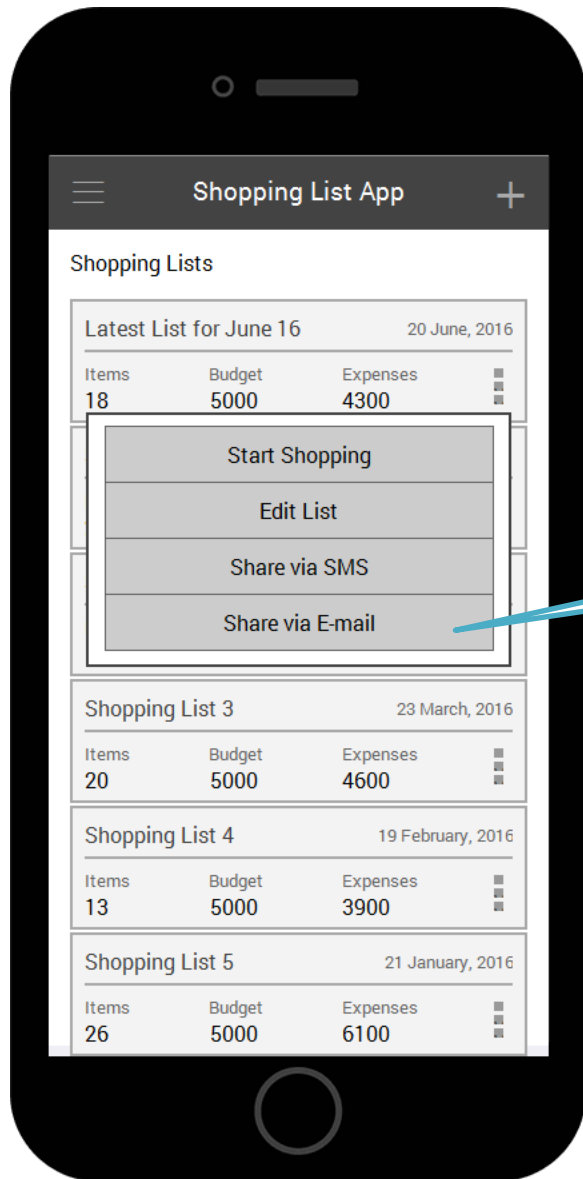 Shopping List App
Shopping Lists
Latest List for June 16 20 June, 2016
Items Budget Expenses
18 5000 4300
Start Shopping
Edit List
Share via SMS
Share via E-mail
Shopping List 3 23 March, 2016
Items Budget Expenses
20 5000 4600
Shopping List 4 19 February, 2016
Items Budget Expenses
13 5000 3900
Shopping List 5 21 January, 2016
Items Budget Expenses
26 5000 6100